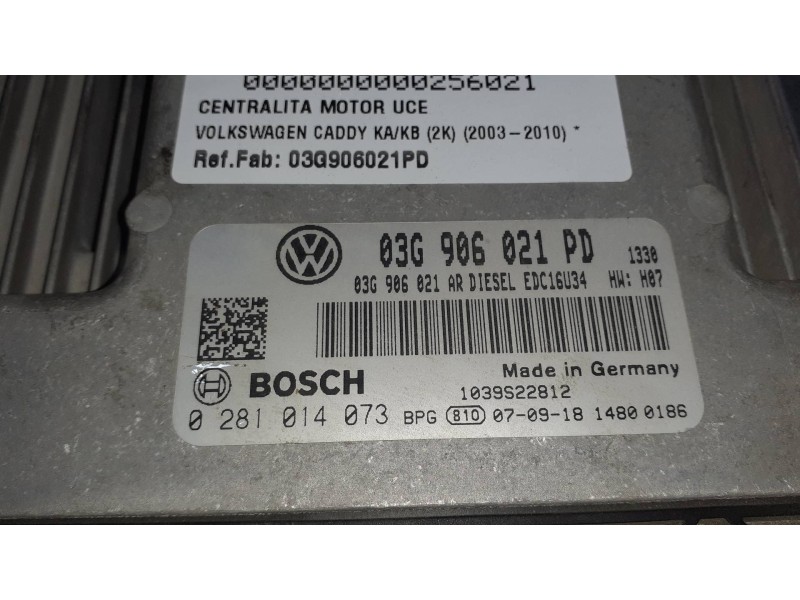 0000000000256021
CENTRALITA MOTOR UCE
VOLKSWAGEN CADDY KA/KB (2K) (2003-2010) *
Ref.Fab: 03G906021PD
03G 906 021 PD 1330
03G 906 021 AR DIESEL EDC16U34 HW: H07
Made in Germany
BOSCH 1039S22812
0 281 014 073 BPG 810 07-09-18 1480 0186